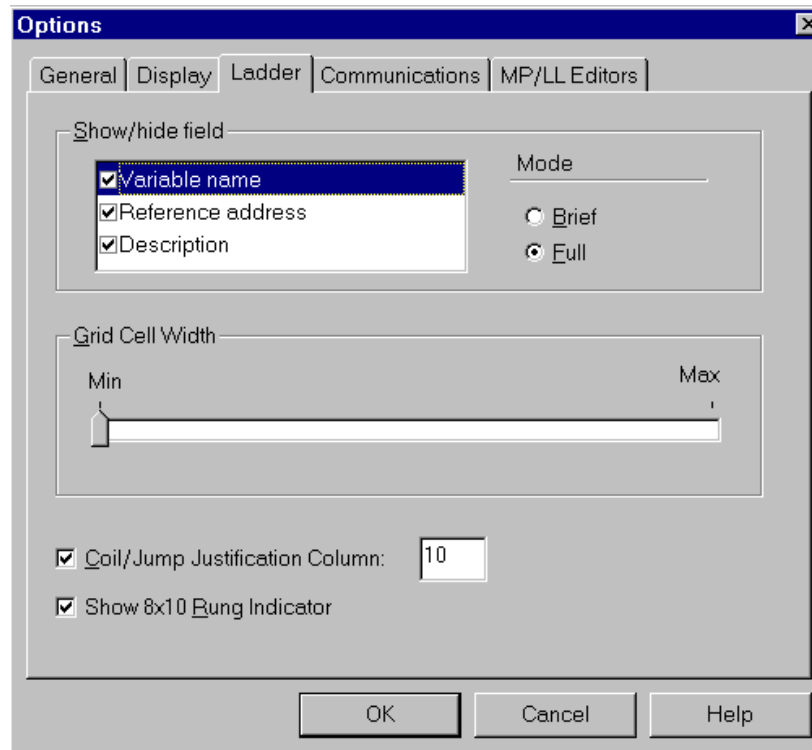 Options
General Display Ladder Communications MP/LL Editors
Show/hide field
Variable name
Reference address
Description
Mode
Brief
Full
Grid Cell Width
Min Max
Coil/Jump Justification Column: 10
Show 8x10 Rung Indicator
OK Cancel Help